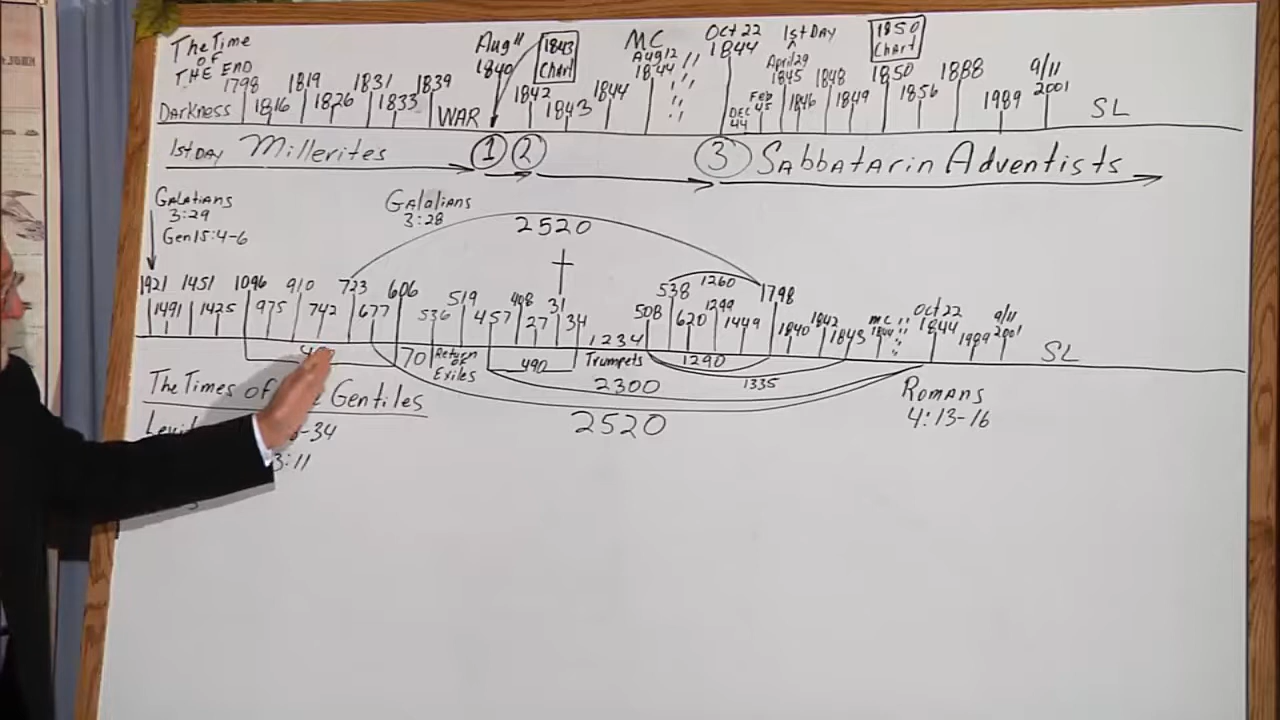 The Time
of
THE END
1798
Darkness
1816
1819
1826
1831
1833
1839
WAR
Aug 11
1840
1843
Chart
1842
1843
1844
MC
Aug 12
1844
Oct 22
1844
DEC
44
Feb
45
1st Day
April 29
1845
1846
1848
1849
1850
Chart
1850
1856
1888
1989
9/11
2001
SL
1st DAY Millerites
1
2
3
Sabbatarin Adventists
Galatians
3:29
Gen 15:4-6
Galatians
3:28
2520
1921
1491
1451
1425
1096
975
910
742
723
677
606
536
519
457
408
27
31
34
1234
508
538
1260
620
1299
1449
1798
1840
1842
1843
MC
1844
Oct 22
1844
1989
9/11
2001
SL
70
Return
of
Exiles
490
Trumpets
1290
1335
2300
2520
The Times of Gentiles
-34
3:11
Romans
4:13-16